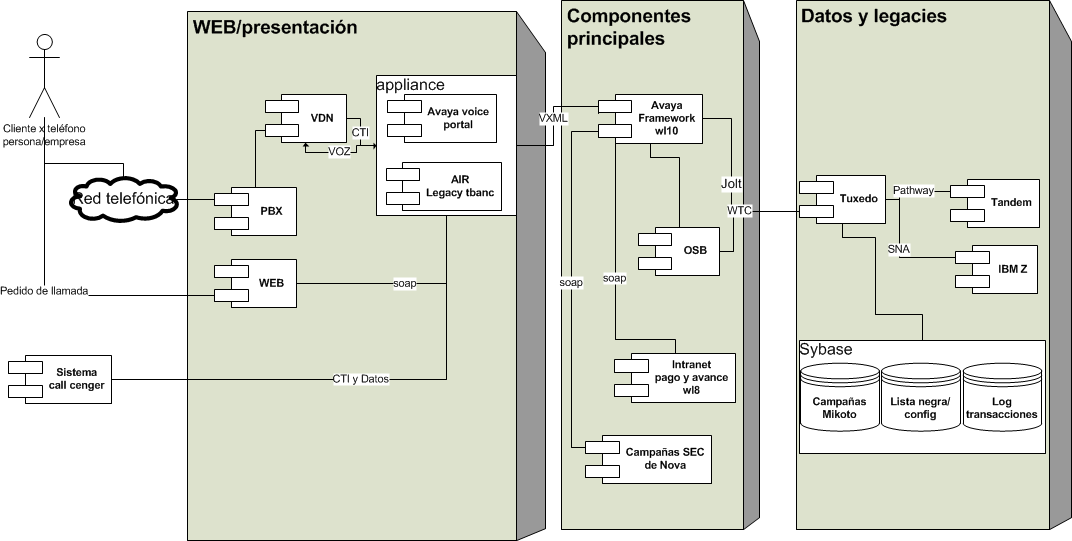 WEB/presentación
Componentes
principales
Datos y legacies
Cliente x teléfono
persona/empresa
Red telefónica
Pedido de llamada
Sistema
call cenger
VDN
CTI
VOZ
PBX
WEB
soap
CTI y Datos
appliance
Avaya voice
portal
AIR
Legacy tbanc
VXML
Avaya
Framework
wl10
Jolt
WTC
OSB
soap
soap
Intranet
pago y avance
wl8
Campañas SEC
de Nova
Tuxedo
Pathway
Tandem
SNA
IBM Z
Sybase
Campañas
Mikoto
Lista negra/
config
Log
transacciones